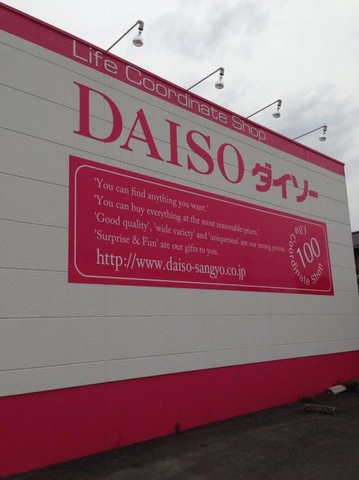 Life Coordinate Shop
DAISO ダイソー
'You can find anything you want.'
'You can buy everything at the most reasonable prices.'
'Good quality', 'wide variety' and 'uniqueness' are our strong points.
'Surprise & Fun' are our gifts to you.
http://www.daiso-sangyo.co.jp
Life
100
Coordinate Shop